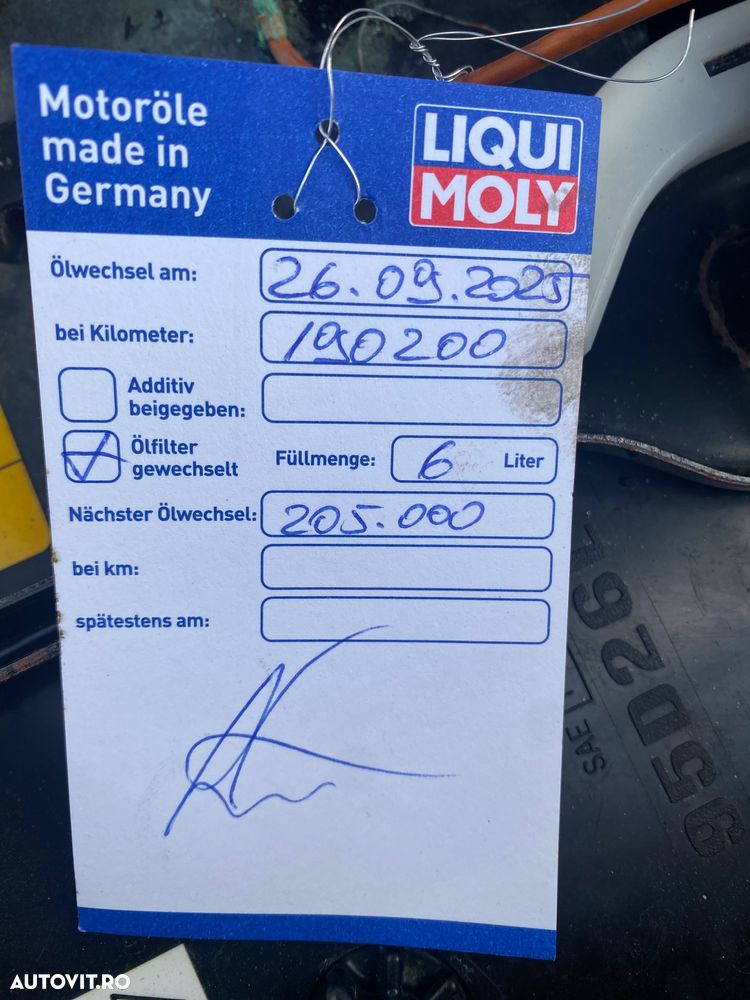 Motoröle
made in
Germany
LIQUI
MOLY
Ölwechsel am: 26.09.2025
bei Kilometer: 190200
Additiv
beigegeben:
Ölfilter
gewechselt
Füllmenge: 6 Liter
Nächster Ölwechsel: 205.000
bei km:
spätestens am:
SAE
95D26L
AUTOVIT.RO